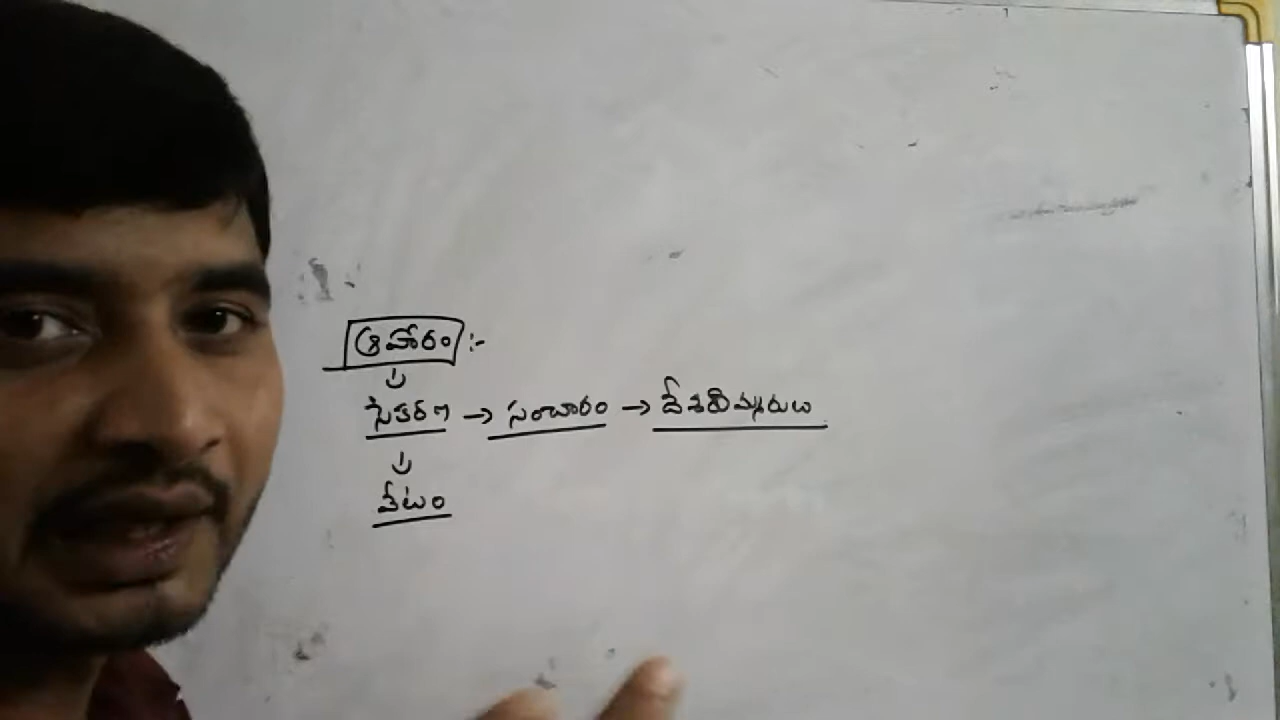 ఆహారం :-
సేకరణ → సంచారం → దేశదిమ్మరులు
వేటం